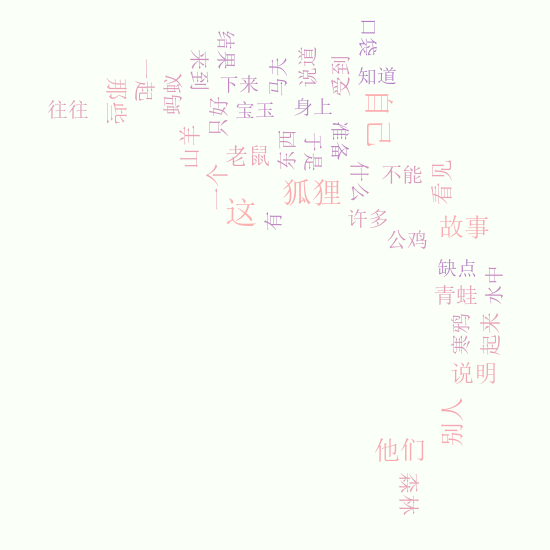 口袋
结果
来到
马夫
说道
受到
知道
一起
那些
蚂蚁
下来
往往
只好
宝玉
身上
自己
山羊
老鼠
东西
于是
准备
一个
狐狸
什么
不能
看见
这
有
许多
公鸡
故事
缺点
水中
青蛙
寒鸦
起来
说明
别人
他们
森林